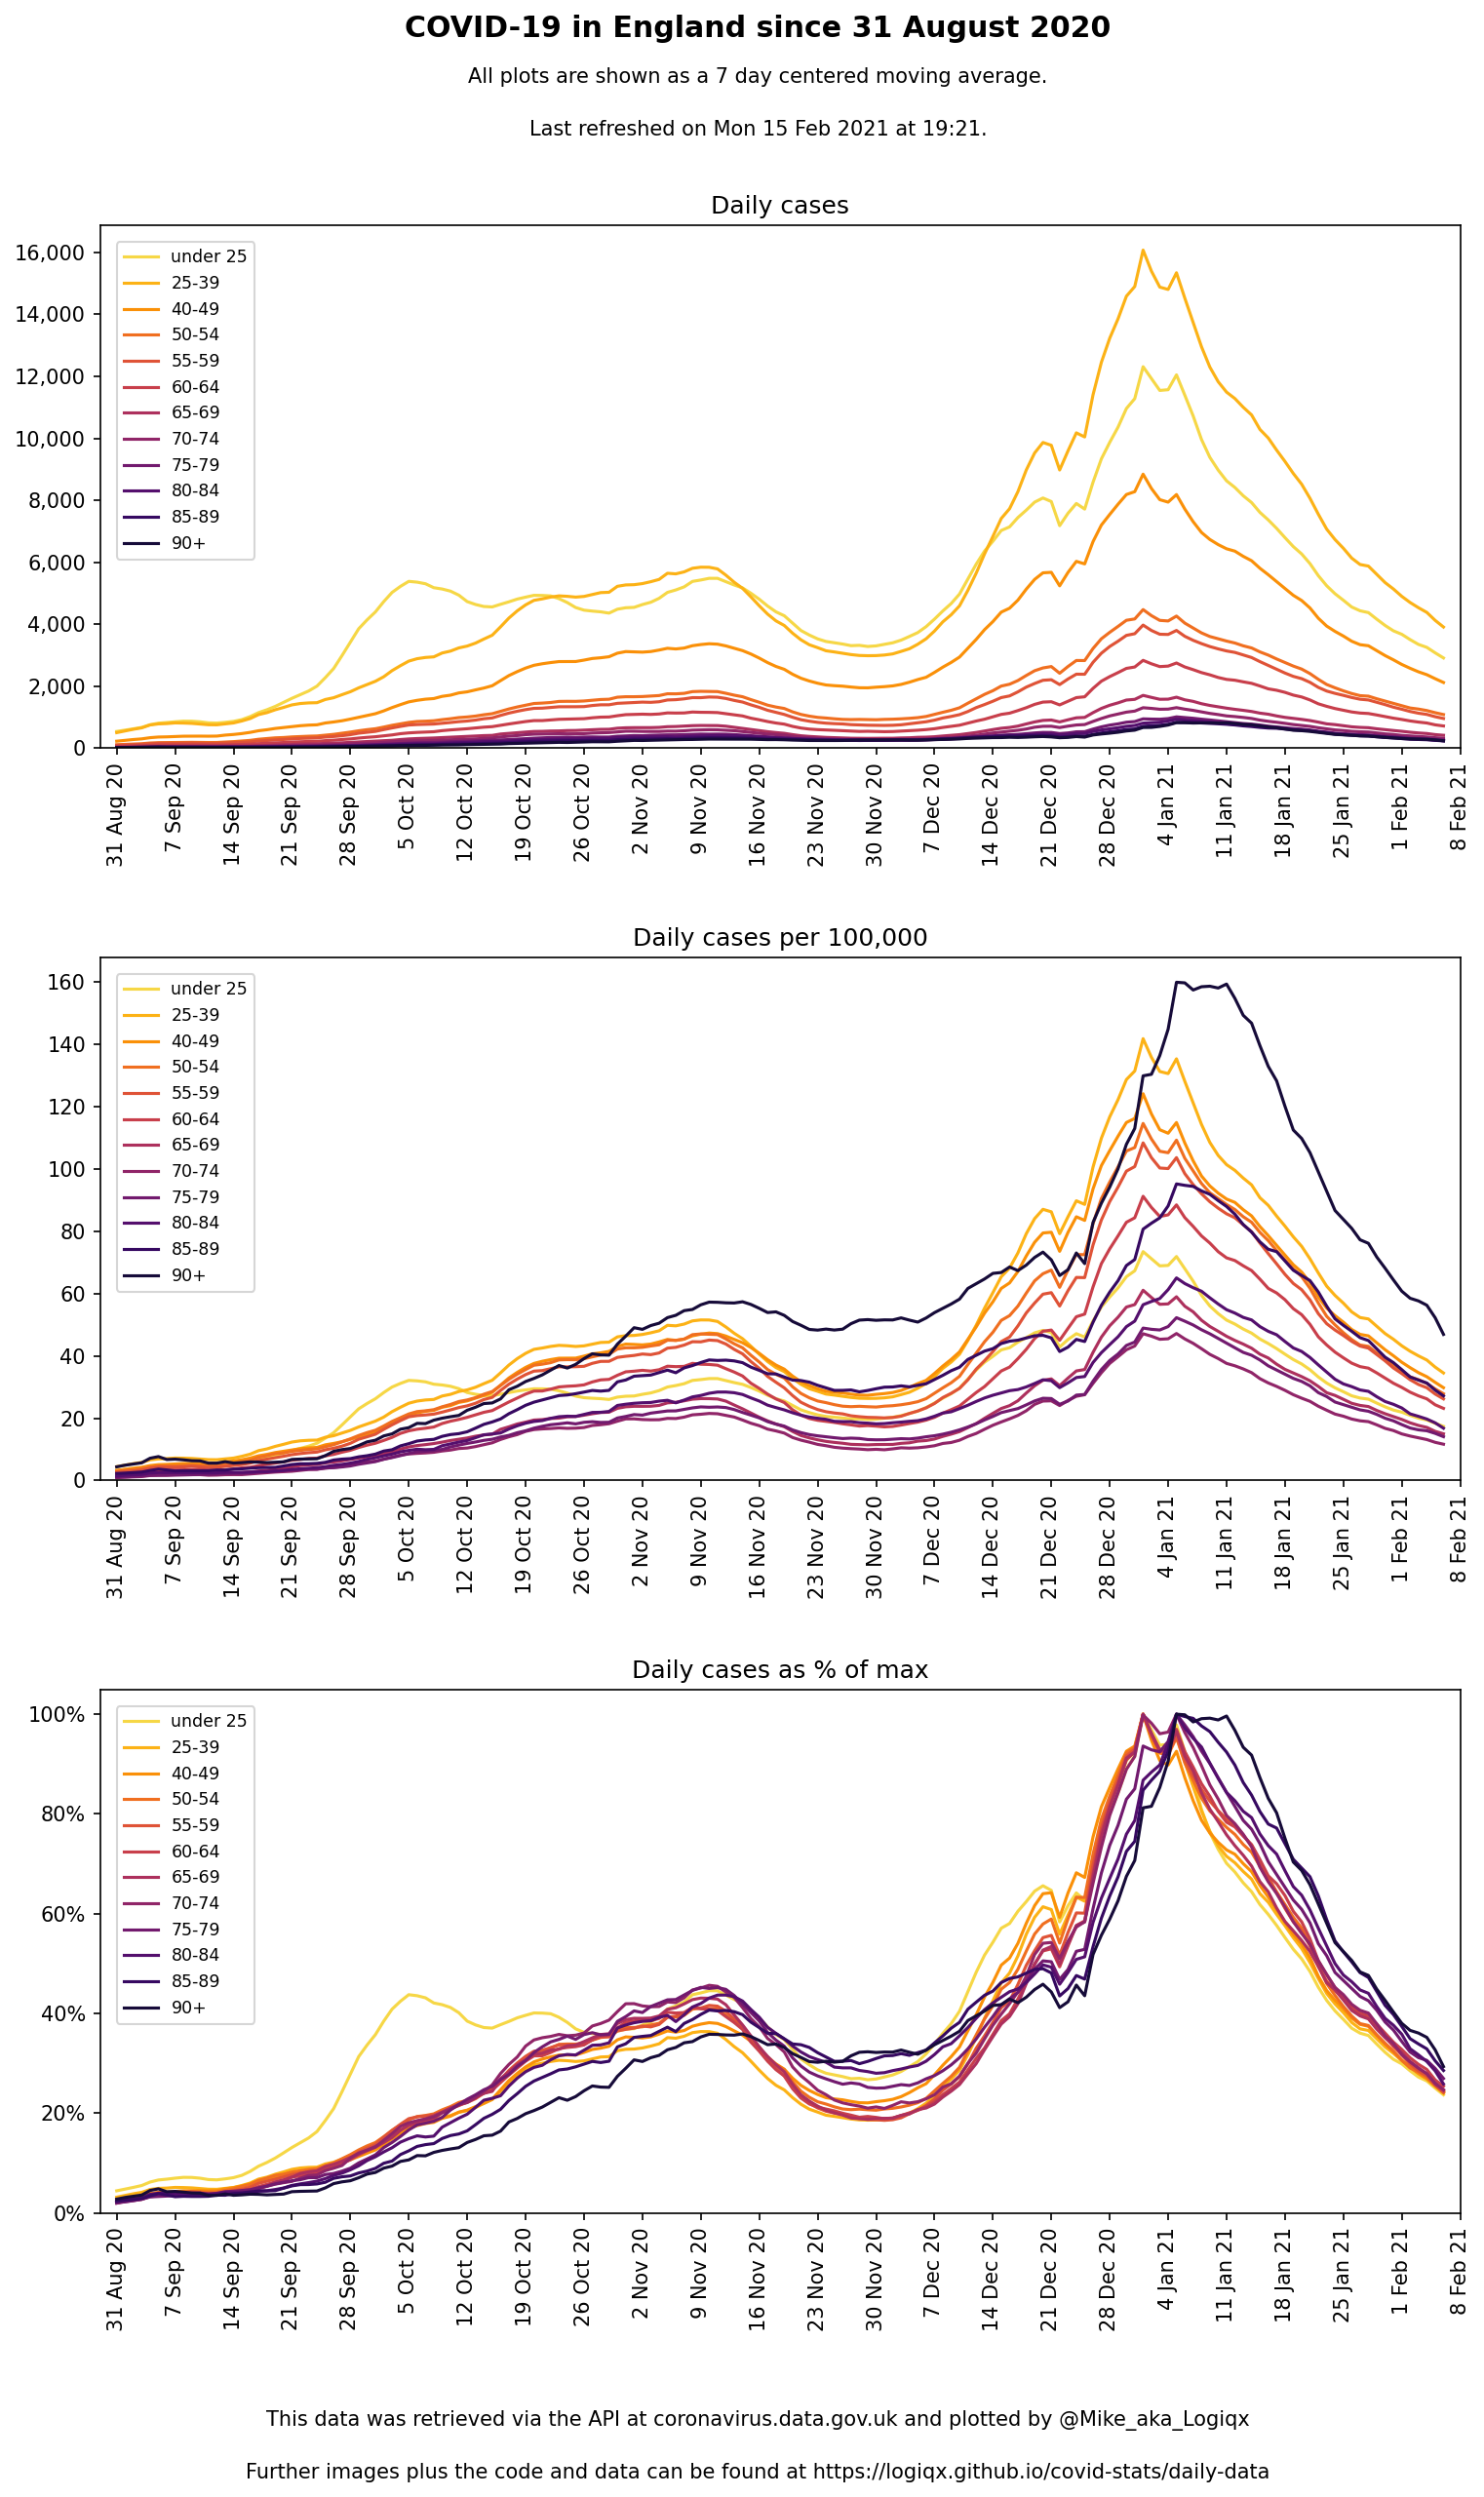 COVID-19 in England since 31 August 2020
All plots are shown as a 7 day centered moving average.
Last refreshed on Mon 15 Feb 2021 at 19:21.
Daily cases
16,000
14,000
12,000
10,000
8,000
6,000
4,000
2,000
0
under 25
25-39
40-49
50-54
55-59
60-64
65-69
70-74
75-79
80-84
85-89
90+
31 Aug 20
7 Sep 20
14 Sep 20
21 Sep 20
28 Sep 20
5 Oct 20
12 Oct 20
19 Oct 20
26 Oct 20
2 Nov 20
9 Nov 20
16 Nov 20
23 Nov 20
30 Nov 20
7 Dec 20
14 Dec 20
21 Dec 20
28 Dec 20
4 Jan 21
11 Jan 21
18 Jan 21
25 Jan 21
1 Feb 21
8 Feb 21
Daily cases per 100,000
160
140
120
100
80
60
40
20
0
under 25
25-39
40-49
50-54
55-59
60-64
65-69
70-74
75-79
80-84
85-89
90+
31 Aug 20
7 Sep 20
14 Sep 20
21 Sep 20
28 Sep 20
5 Oct 20
12 Oct 20
19 Oct 20
26 Oct 20
2 Nov 20
9 Nov 20
16 Nov 20
23 Nov 20
30 Nov 20
7 Dec 20
14 Dec 20
21 Dec 20
28 Dec 20
4 Jan 21
11 Jan 21
18 Jan 21
25 Jan 21
1 Feb 21
8 Feb 21
Daily cases as % of max
100%
80%
60%
40%
20%
0%
under 25
25-39
40-49
50-54
55-59
60-64
65-69
70-74
75-79
80-84
85-89
90+
31 Aug 20
7 Sep 20
14 Sep 20
21 Sep 20
28 Sep 20
5 Oct 20
12 Oct 20
19 Oct 20
26 Oct 20
2 Nov 20
9 Nov 20
16 Nov 20
23 Nov 20
30 Nov 20
7 Dec 20
14 Dec 20
21 Dec 20
28 Dec 20
4 Jan 21
11 Jan 21
18 Jan 21
25 Jan 21
1 Feb 21
8 Feb 21
This data was retrieved via the API at coronavirus.data.gov.uk and plotted by @Mike_aka_Logiqx
Further images plus the code and data can be found at https://logiqx.github.io/covid-stats/daily-data